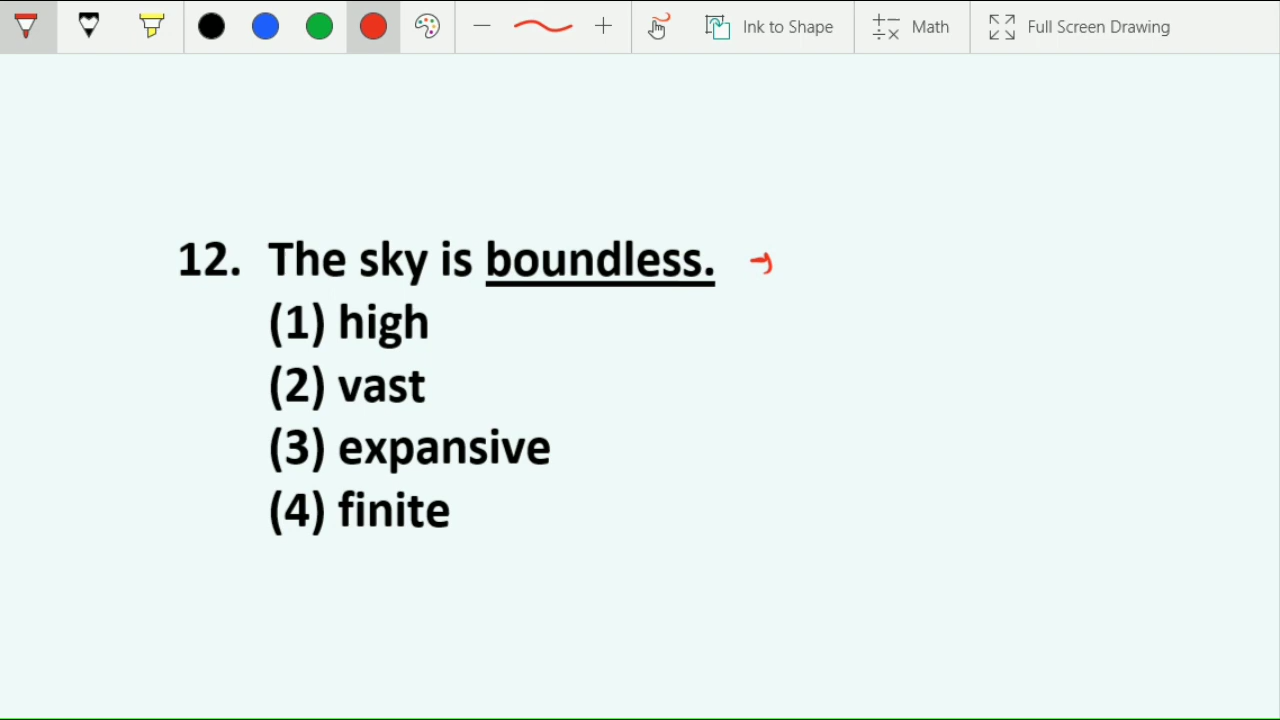 Ink to Shape Math Full Screen Drawing
12. The sky is boundless.
(1) high
(2) vast
(3) expansive
(4) finite